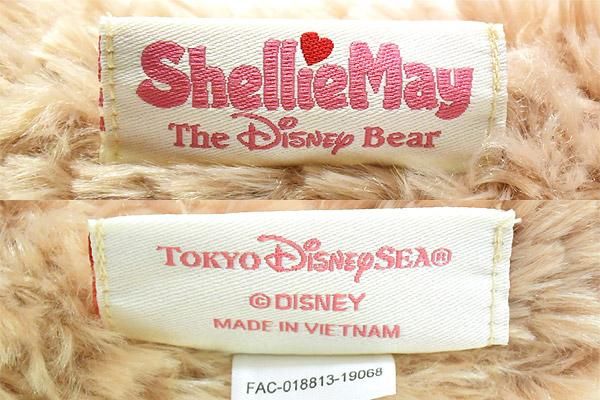 ShellieMay
The Disney Bear
TOKYO DISNEYSEA®
© DISNEY
MADE IN VIETNAM
FAC-018813-19068